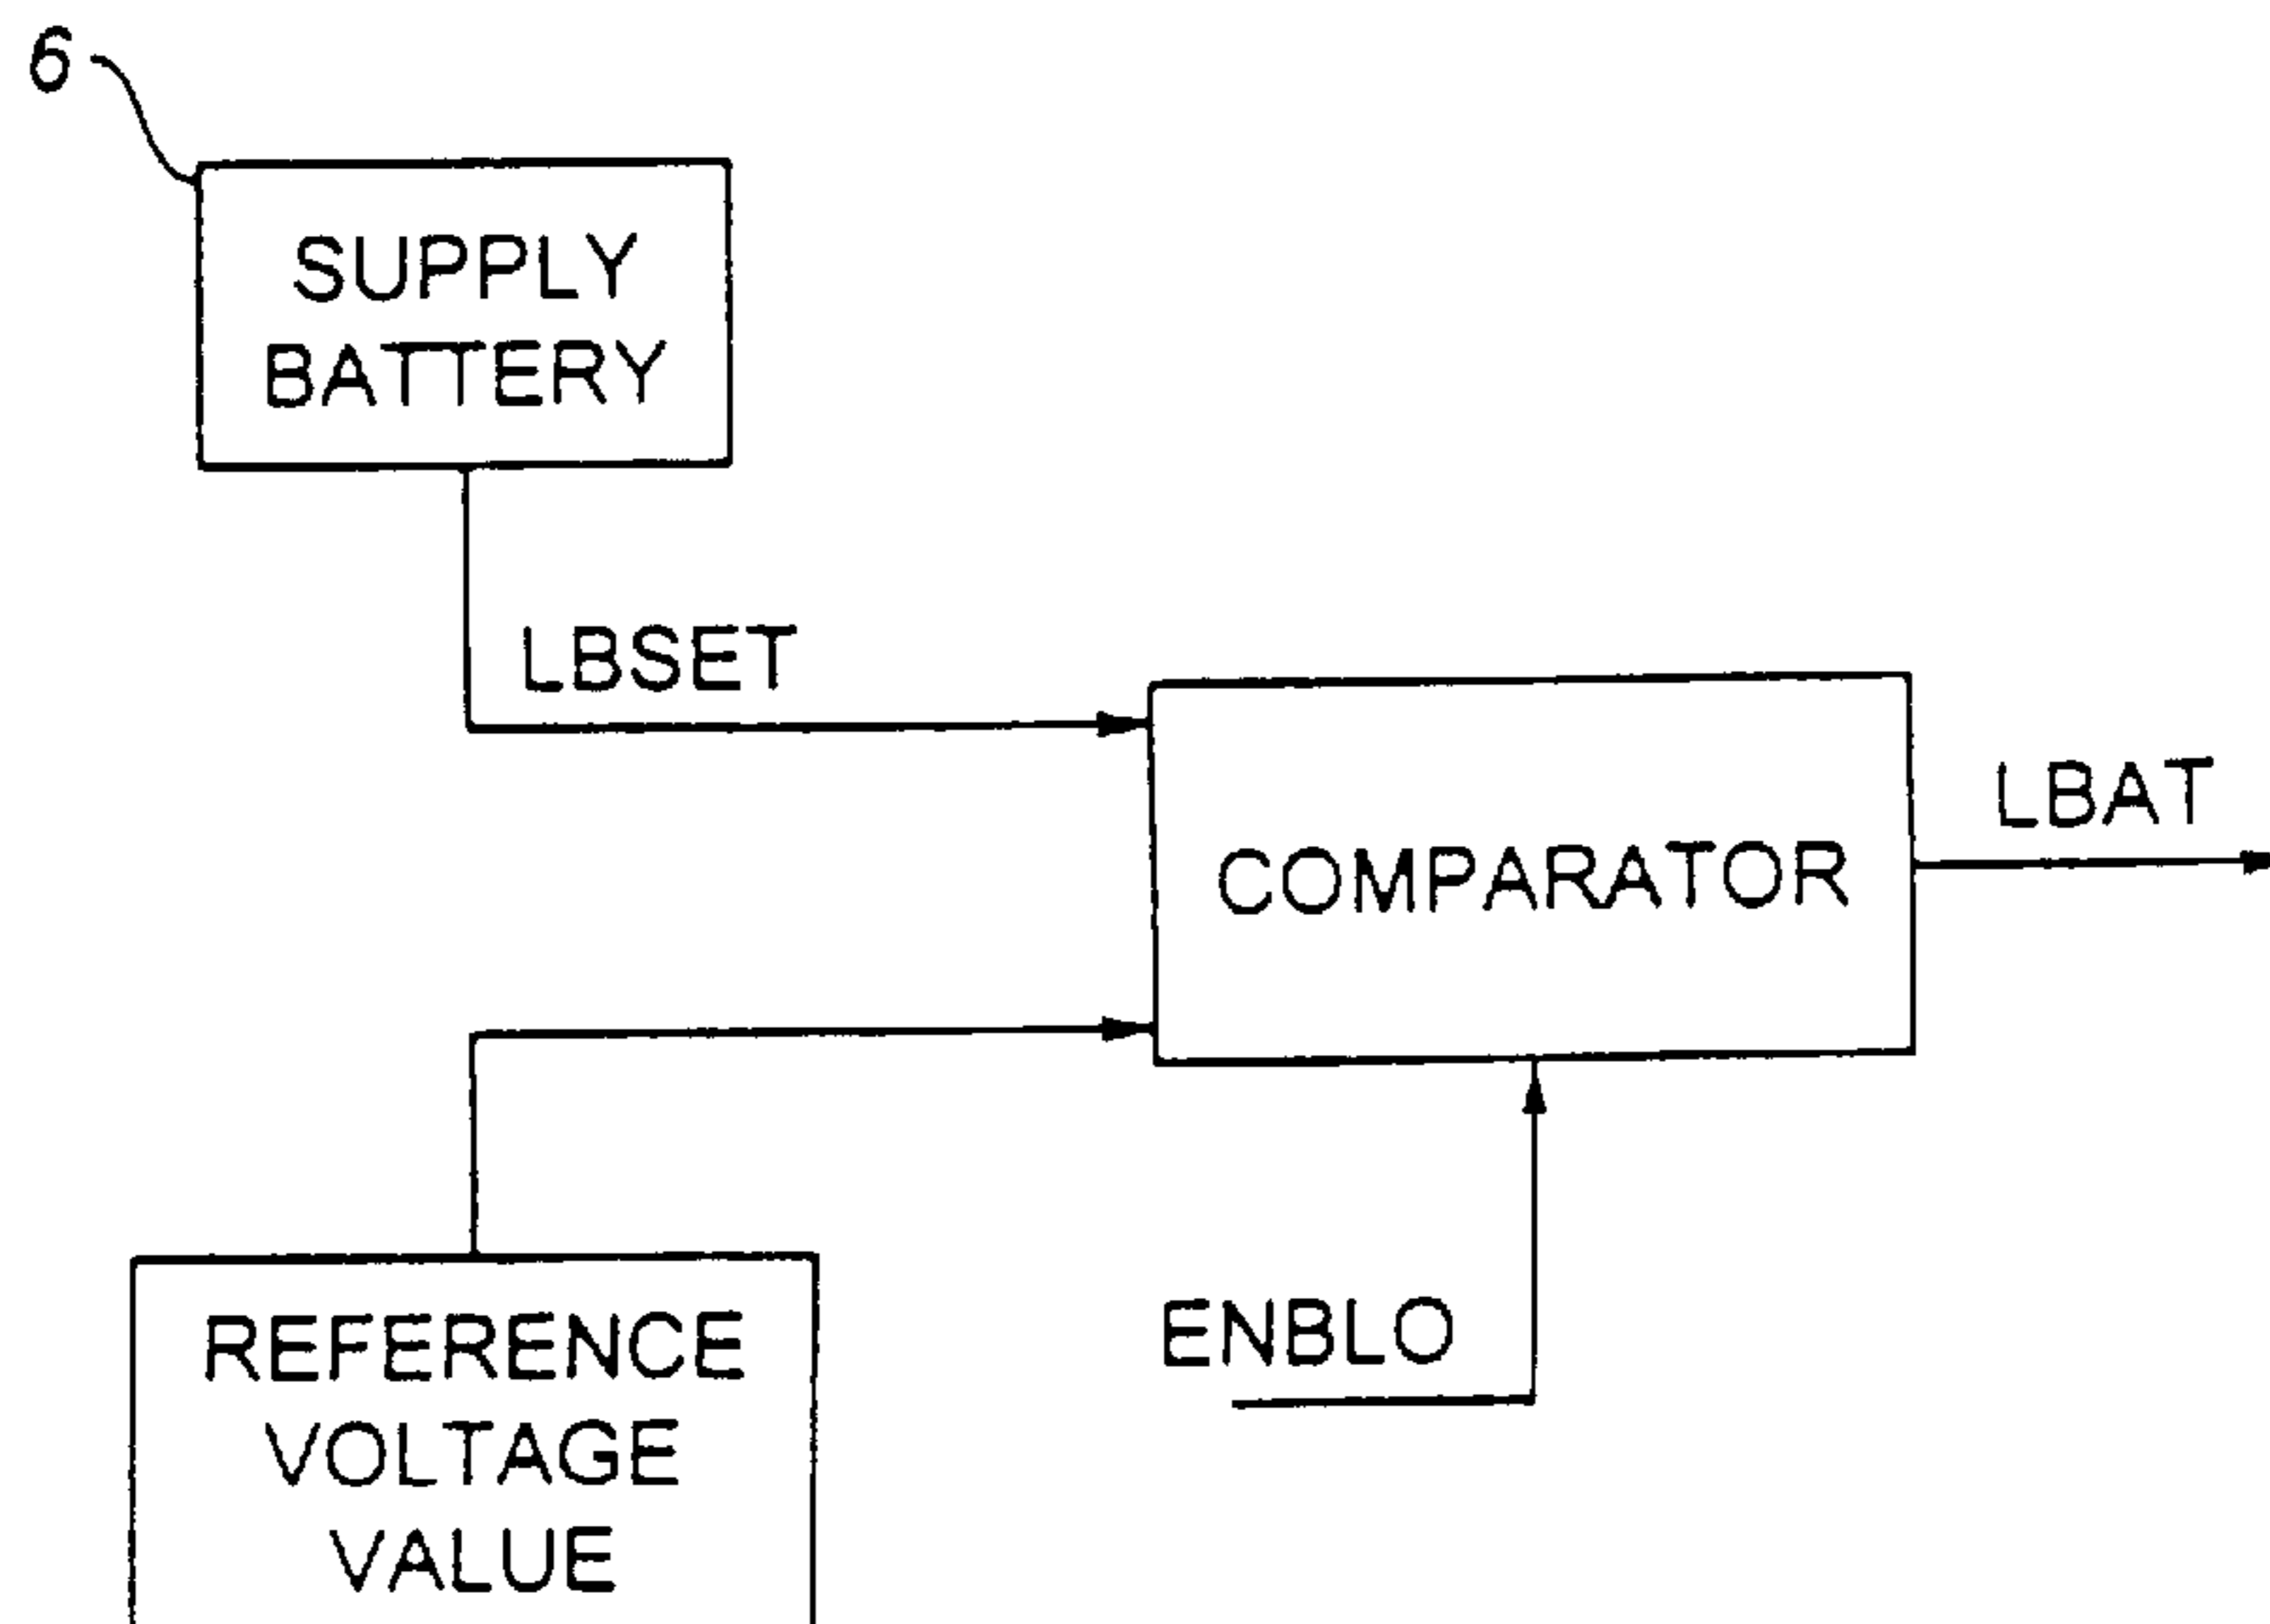 6
SUPPLY
BATTERY
LBSET
LBAT
COMPARATOR
ENBLO
REFERENCE
VOLTAGE
VALUE